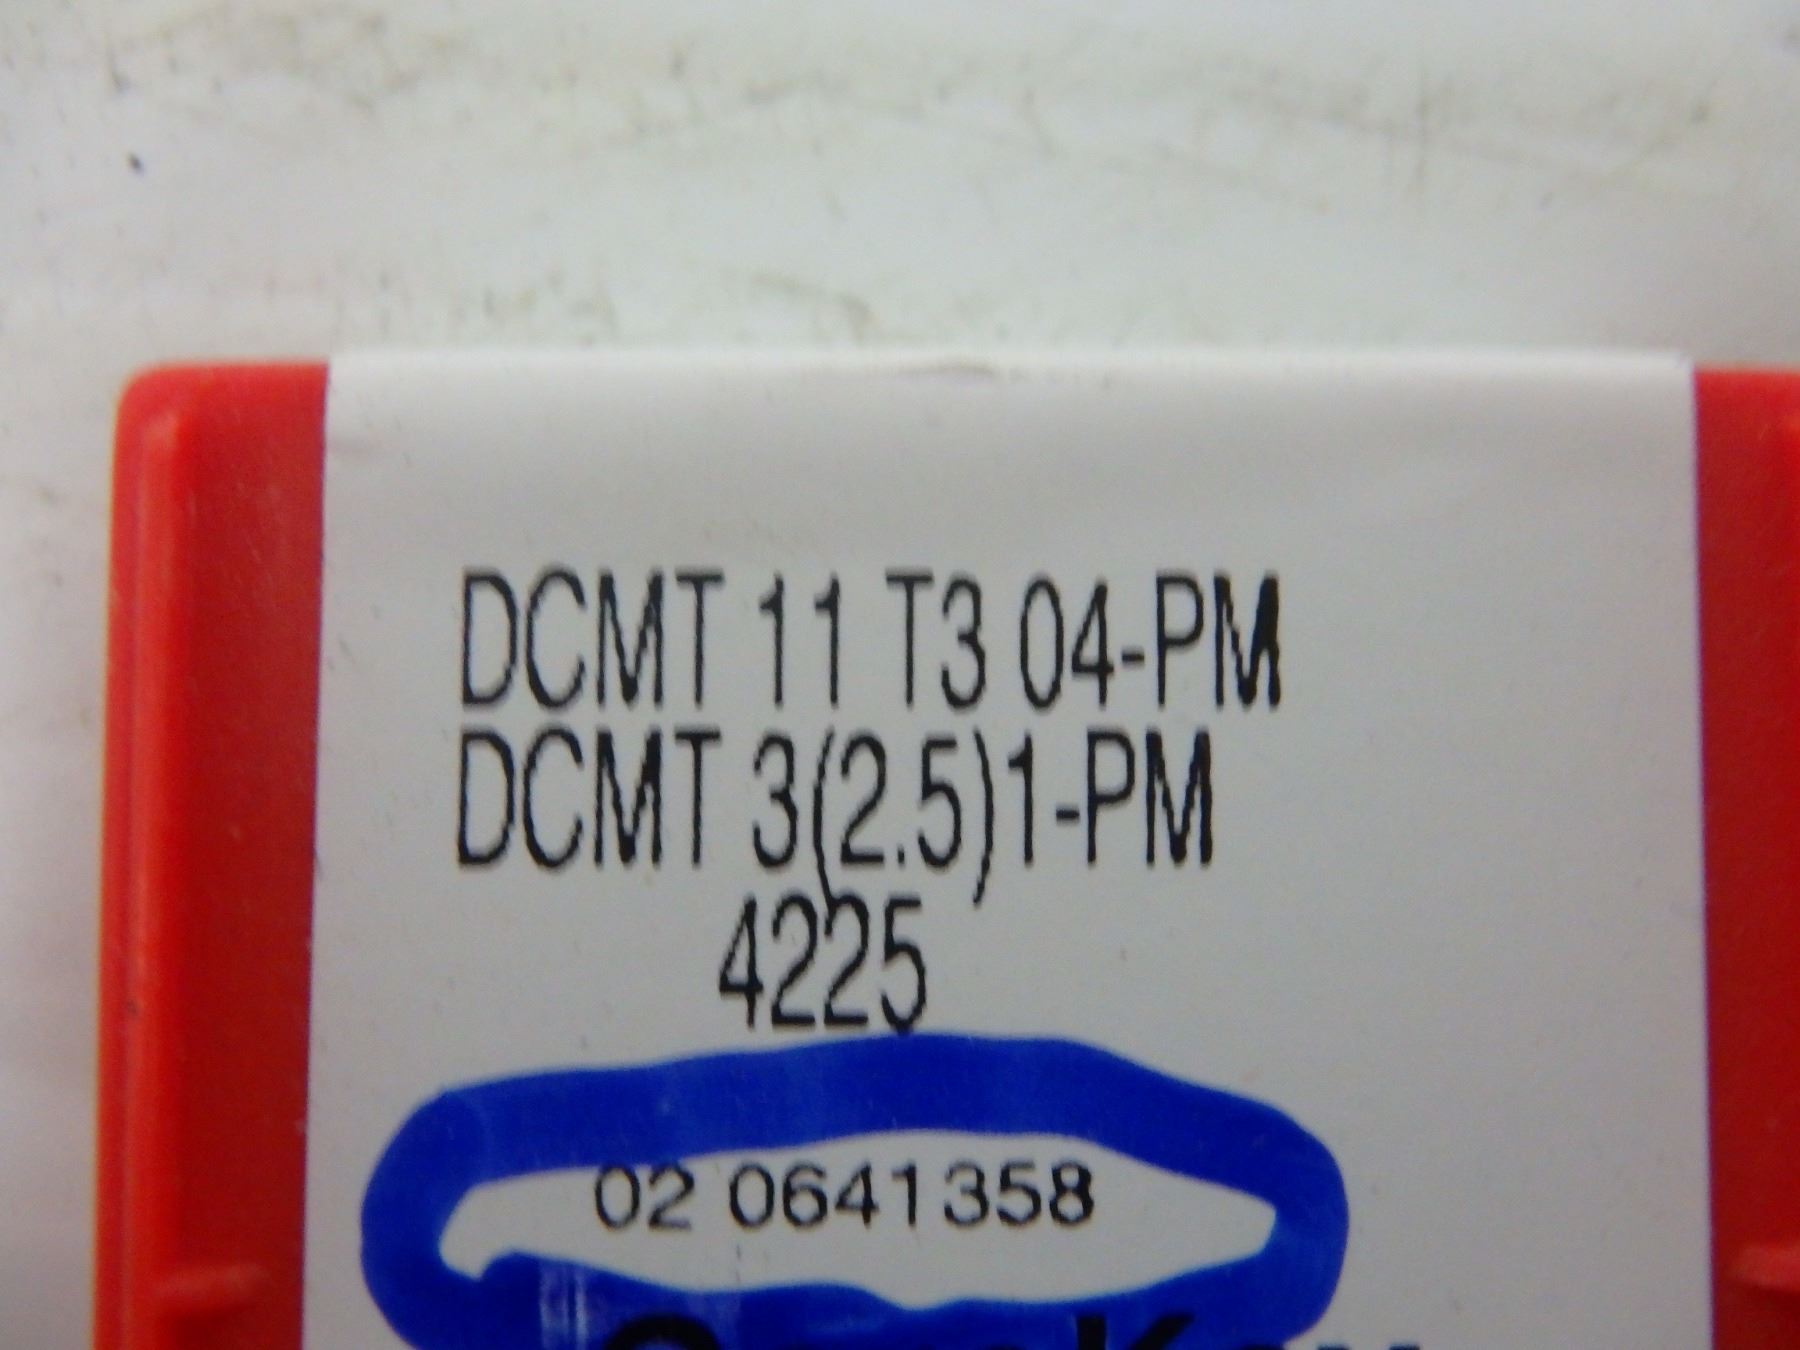 DCMT 11 T3 04-PM
DCMT 3(2.5)1-PM
4225
02 0641358